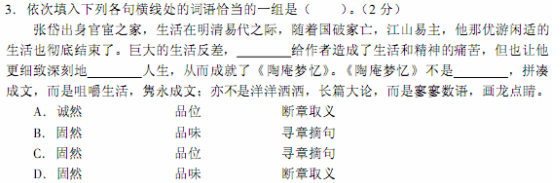 3. 依次填入下列各句横线处的词语恰当的一组是（　　）。(2 分)
张岱出身官宦之家，生活在明清易代之际，随着国破家亡，江山易主，他那优游闲适的
生活也彻底结束了。巨大的生活反差，________给作者造成了生活和精神的痛苦，但也让他
更细致深刻地________人生，从而成就了《陶庵梦忆》。《陶庵梦忆》不是________，拼凑
成文，而是咀嚼生活，隽永成文；亦不是洋洋洒洒，长篇大论，而是寥寥数语，画龙点睛。
A. 诚然 品位 断章取义
B. 固然 品味 寻章摘句
C. 固然 品位 寻章摘句
D. 固然 品味 断章取义